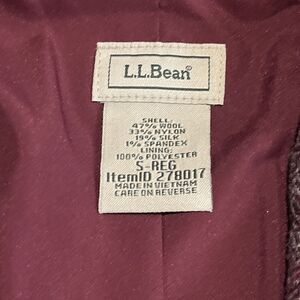 L.L.Bean®
SHELL:
47% WOOL
33% NYLON
19% SILK
1% SPANDEX
LINING:
100% POLYESTER
S-REG
ItemID 278017
MADE IN VIETNAM
CARE ON REVERSE